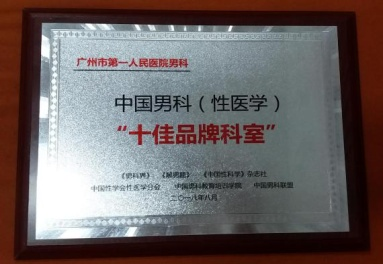 广州市第一人民医院男科
中国男科（性医学）
“十佳品牌科室”
《男科界》 《中国性科学》杂志社
中国性学会性医学分会 中国男科教育培训学院 中国男科联盟
二〇一八年八月